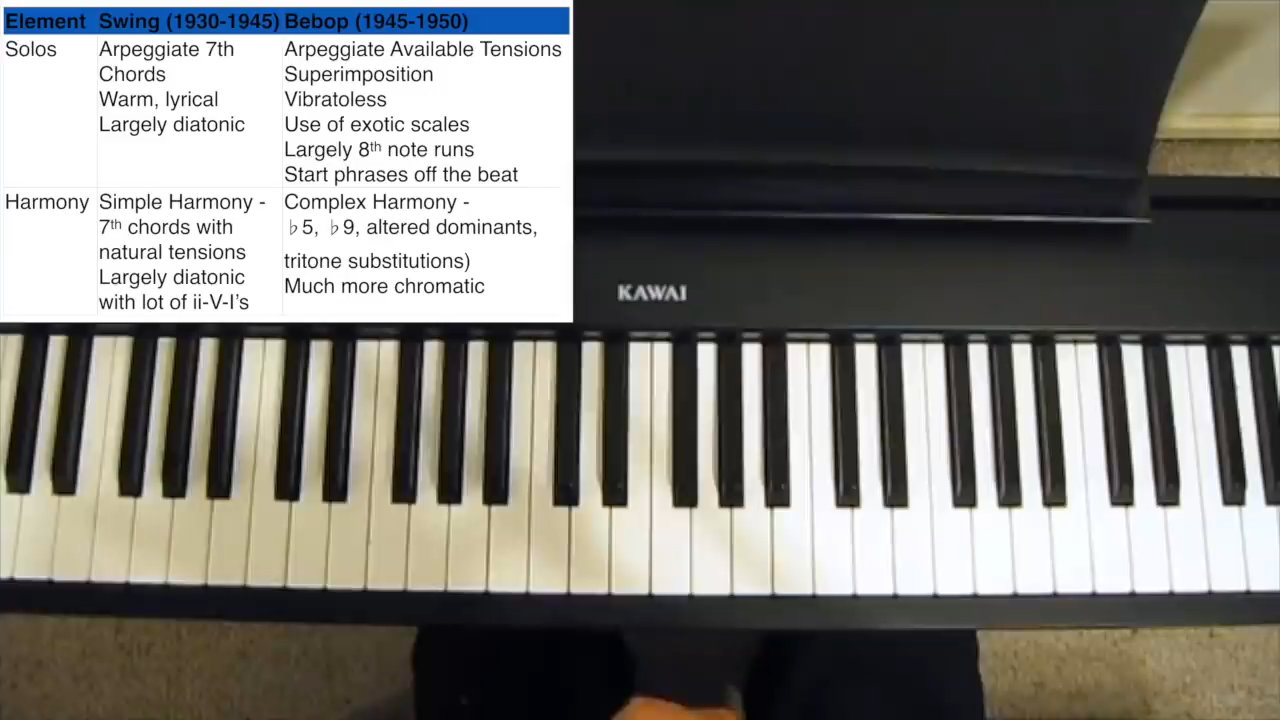 Element Swing (1930-1945) Bebop (1945-1950)
Solos Arpeggiate 7th Arpeggiate Available Tensions
Chords Superimposition
Warm, lyrical Vibratoless
Largely diatonic Use of exotic scales
Largely 8th note runs
Start phrases off the beat
Harmony Simple Harmony - Complex Harmony -
7th chords with ♭5, ♭9, altered dominants,
natural tensions tritone substitutions)
Largely diatonic Much more chromatic
with lot of ii-V-I's
KAWAI